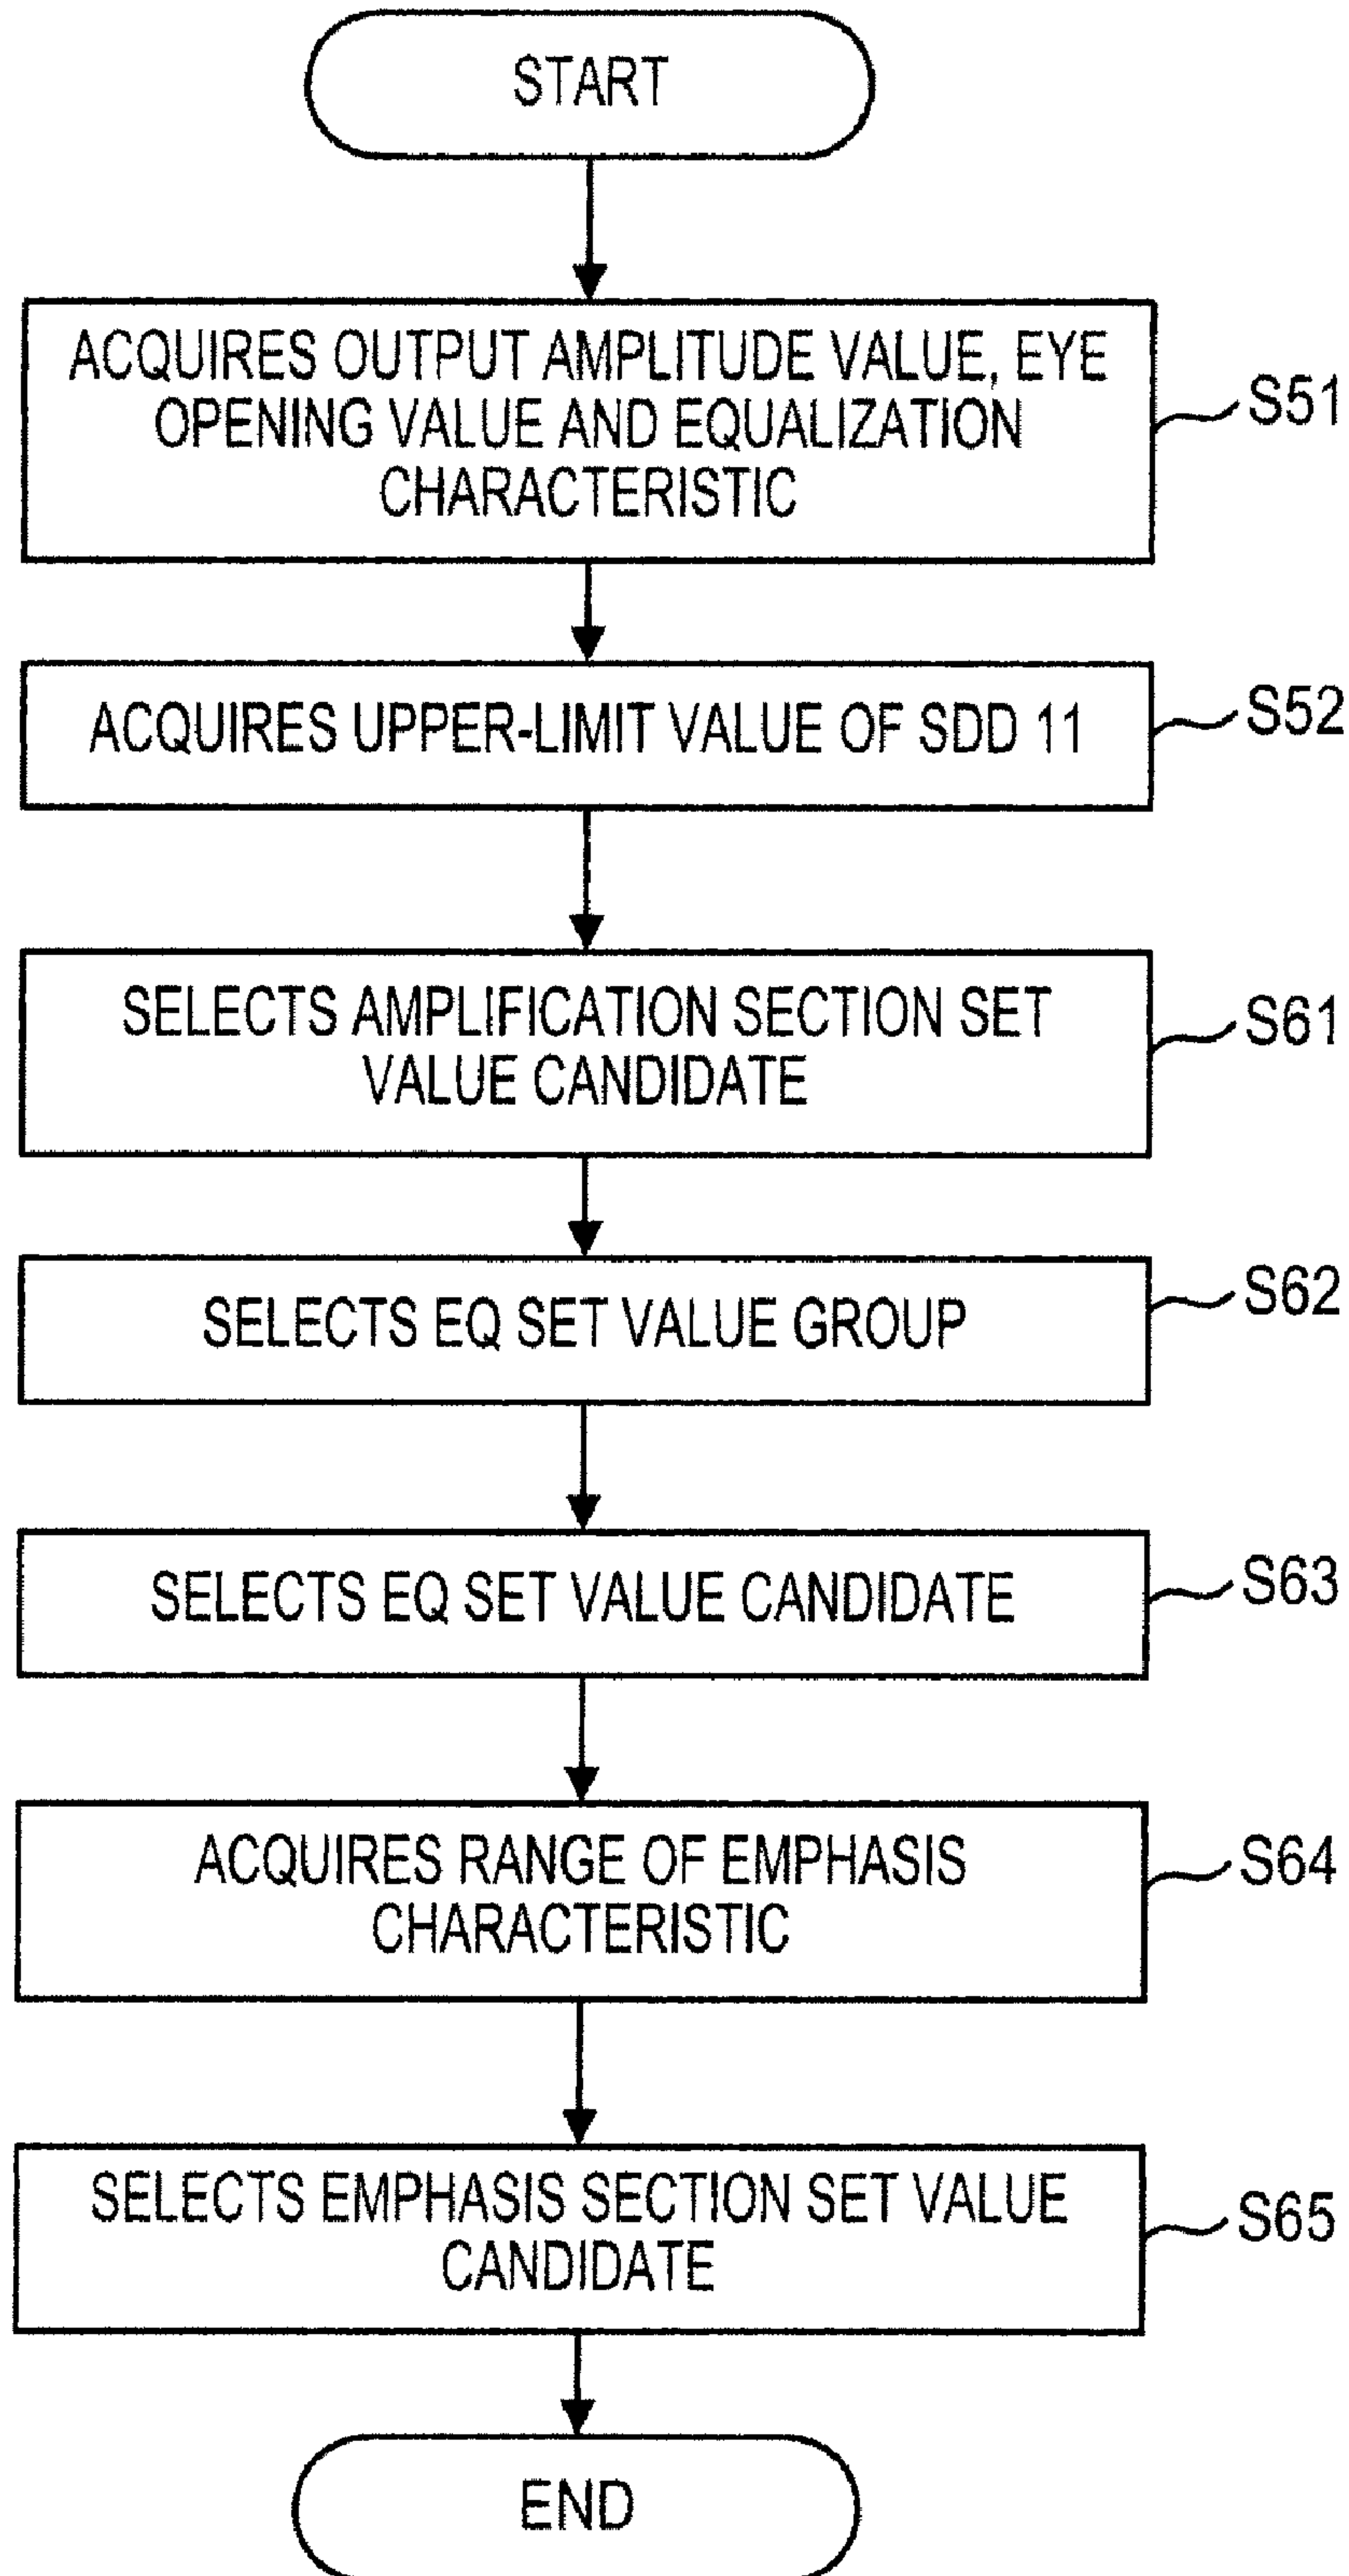 START
ACQUIRES OUTPUT AMPLITUDE VALUE, EYE
OPENING VALUE AND EQUALIZATION
CHARACTERISTIC
S51
ACQUIRES UPPER-LIMIT VALUE OF SDD 11
S52
SELECTS AMPLIFICATION SECTION SET
VALUE CANDIDATE
S61
SELECTS EQ SET VALUE GROUP
S62
SELECTS EQ SET VALUE CANDIDATE
S63
ACQUIRES RANGE OF EMPHASIS
CHARACTERISTIC
S64
SELECTS EMPHASIS SECTION SET VALUE
CANDIDATE
S65
END